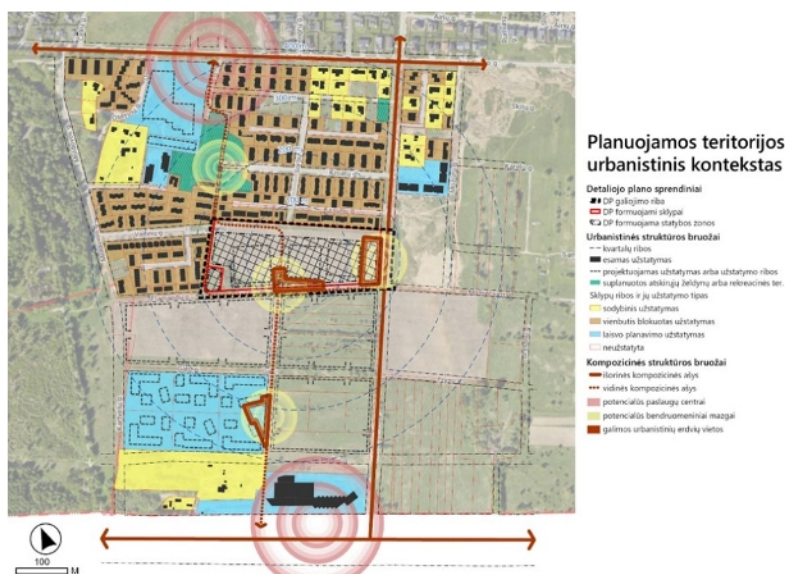 Planuojamos teritorijos
urbanistinis kontekstas
Detaliojo plano sprendiniai
DP galiojimo riba
DP formuojami sklypai
DP formuojama statybos zonos
Urbanistinės struktūros bruožai
kvartalų ribos
esamas užstatymas
projektuojamas užstatymas arba užstatymo ribos
suplanuotos atskirųjų želdynų arba rekreacinės ter.
Sklypų ribos ir jų užstatymo tipas
sodybinis užstatymas
vienbutis blokuotas užstatymas
laisvo planavimo užstatymas
neužstatyta
Kompozicinės struktūros bruožai
išorinės kompozicinės ašys
vidinės kompozicinės ašys
potencialūs paslaugų centrai
potencialūs bendruomeniniai mazgai
galimos urbanistinių erdvių vietos
100
M